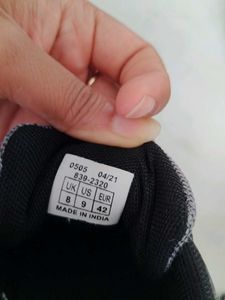 0505 04/21
839-2320
UK US EUR
8 9 42
MADE IN INDIA